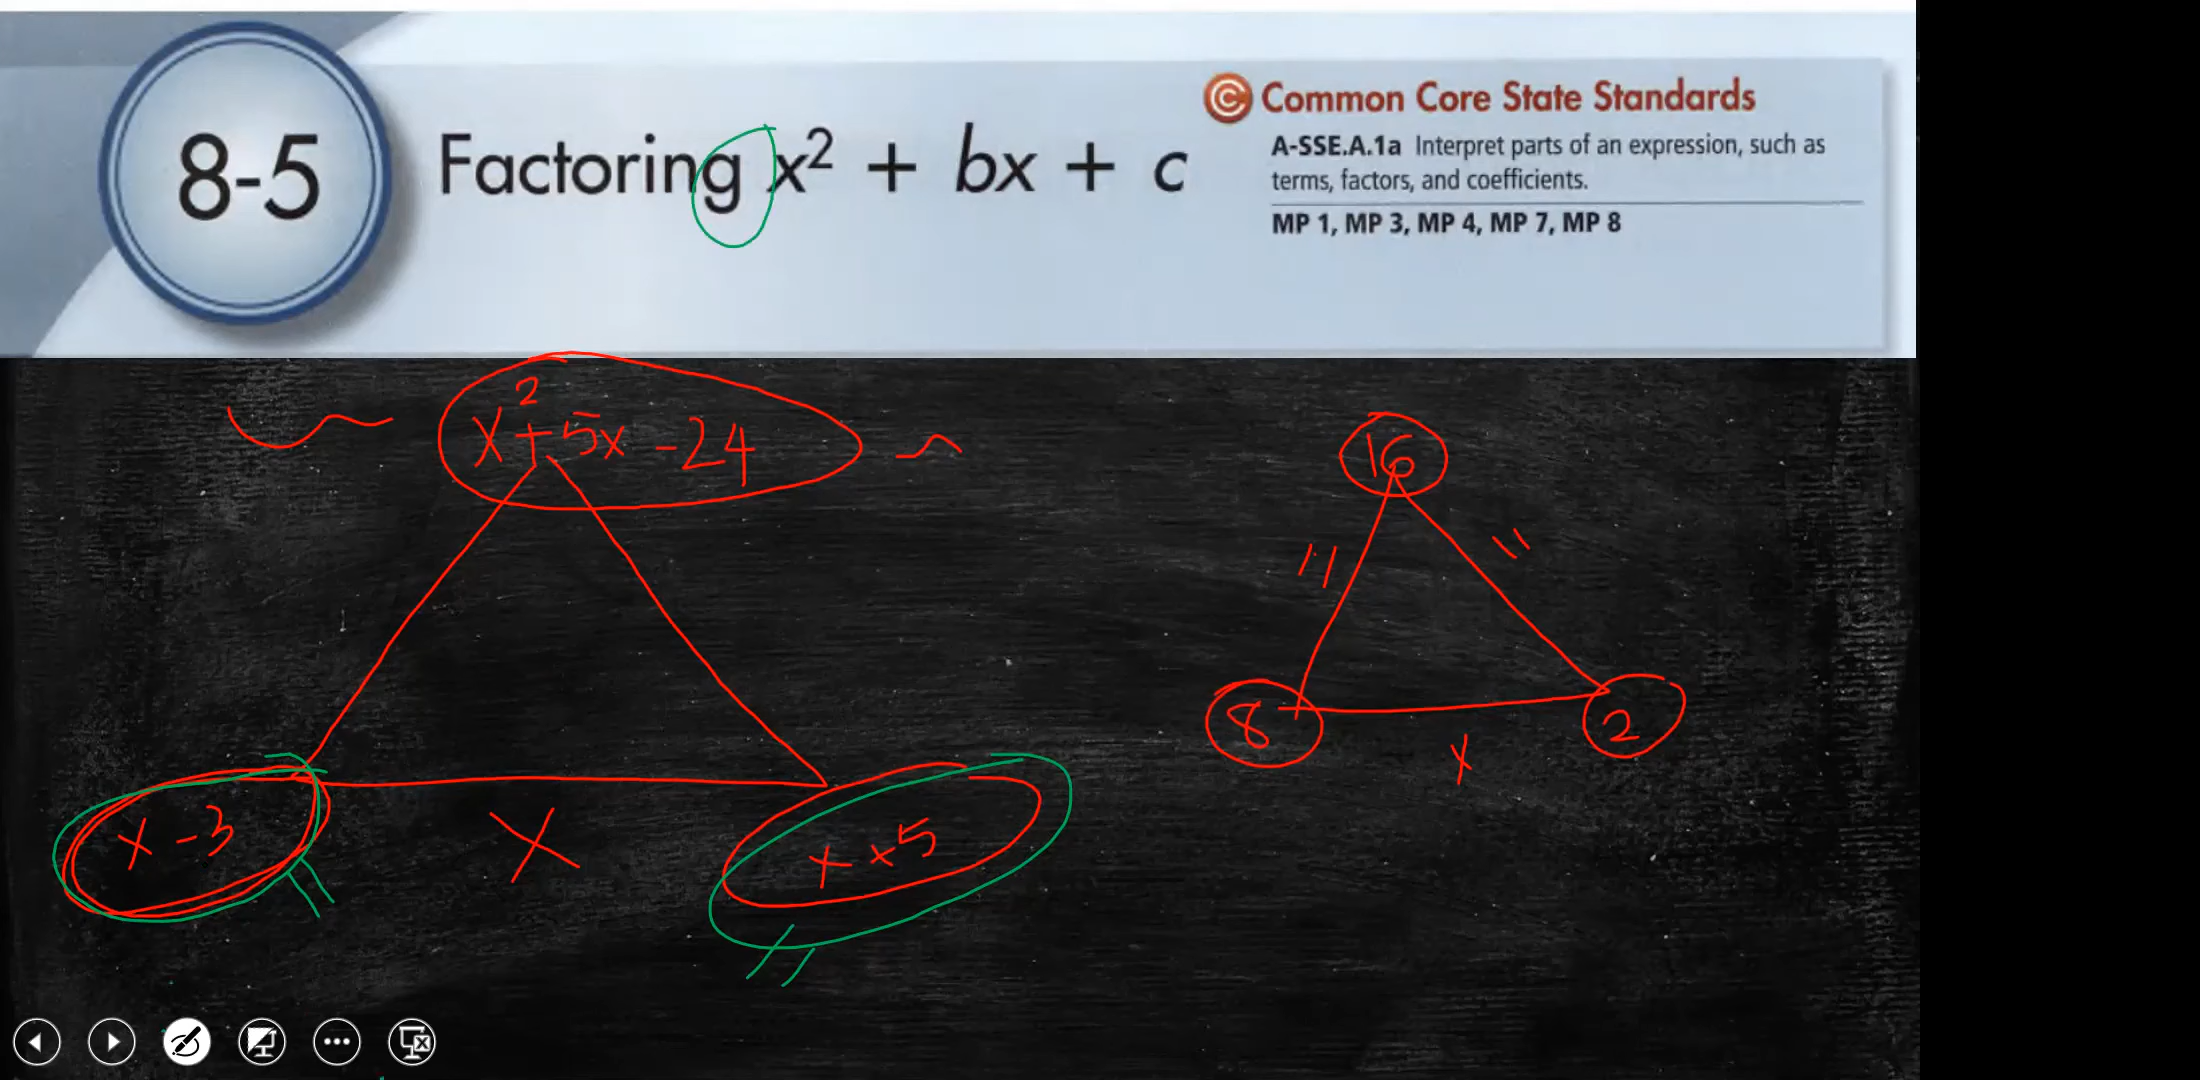 8-5 Factoring x² + bx + c
© Common Core State Standards
A-SSE.A.1a Interpret parts of an expression, such as
terms, factors, and coefficients.
MP 1, MP 3, MP 4, MP 7, MP 8
x²+5x-24
16
8
2
x
x-3
x
x+5